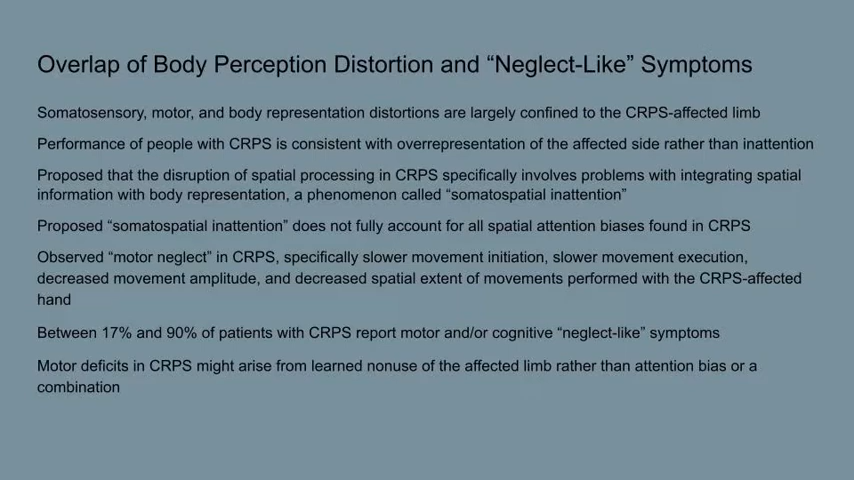 Overlap of Body Perception Distortion and “Neglect-Like” Symptoms
Somatosensory, motor, and body representation distortions are largely confined to the CRPS-affected limb
Performance of people with CRPS is consistent with overrepresentation of the affected side rather than inattention
Proposed that the disruption of spatial processing in CRPS specifically involves problems with integrating spatial
information with body representation, a phenomenon called “somatospatial inattention”
Proposed “somatospatial inattention” does not fully account for all spatial attention biases found in CRPS
Observed “motor neglect” in CRPS, specifically slower movement initiation, slower movement execution,
decreased movement amplitude, and decreased spatial extent of movements performed with the CRPS-affected
hand
Between 17% and 90% of patients with CRPS report motor and/or cognitive “neglect-like” symptoms
Motor deficits in CRPS might arise from learned nonuse of the affected limb rather than attention bias or a
combination